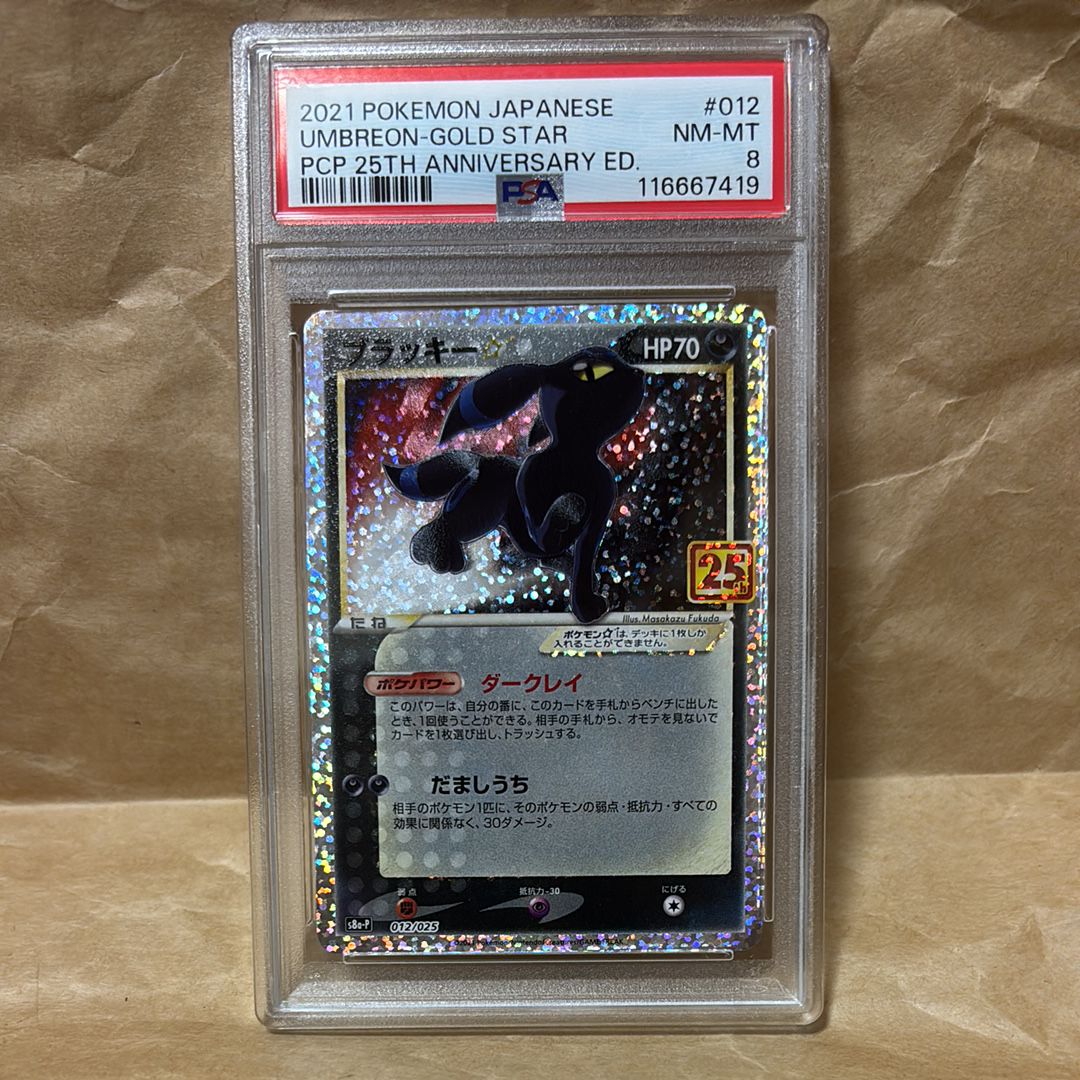 2021 POKEMON JAPANESE #012
UMBREON-GOLD STAR NM-MT
PCP 25TH ANNIVERSARY ED. 8
PSA 116667419
ブラッキー☆ HP70
25th
たね
Illus. Masakazu Fukuda
ポケモン☆は、デッキに1枚しか
入れることができません。
ポケパワー ダークレイ
このパワーは、自分の番に、このカードを手札からベンチに出した
とき、1回使うことができる。相手の手札から、オモテを見ないで
カードを1枚選び出し、トラッシュする。
だましうち
相手のポケモン1匹に、そのポケモンの弱点・抵抗力・すべての
効果に関係なく、30ダメージ。
弱点 抵抗力-30 にげる
s8a-P 012/025
©2021 Pokémon/Nintendo/Creatures/GAME FREAK